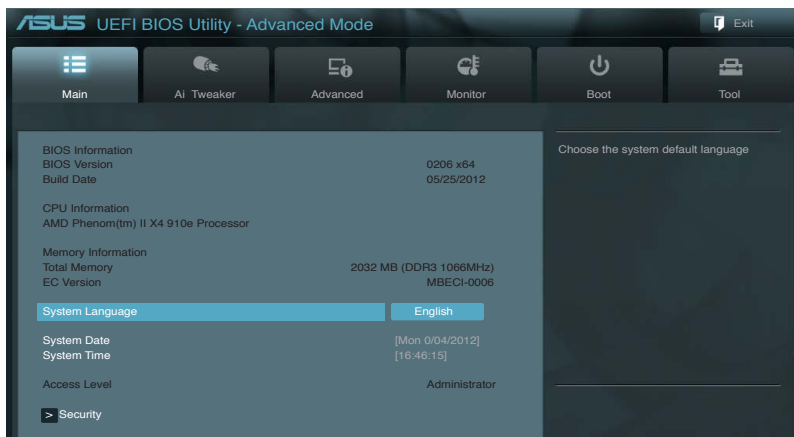 ASUS UEFI BIOS Utility - Advanced Mode
Exit
Main
Ai Tweaker
Advanced
Monitor
Boot
Tool
BIOS Information
BIOS Version 0206 x64
Build Date 05/25/2012
CPU Information
AMD Phenom(tm) II X4 910e Processor
Memory Information
Total Memory 2032 MB (DDR3 1066MHz)
EC Version MBECI-0006
System Language English
System Date [Mon 0/04/2012]
System Time [16:46:15]
Access Level Administrator
> Security
Choose the system default language